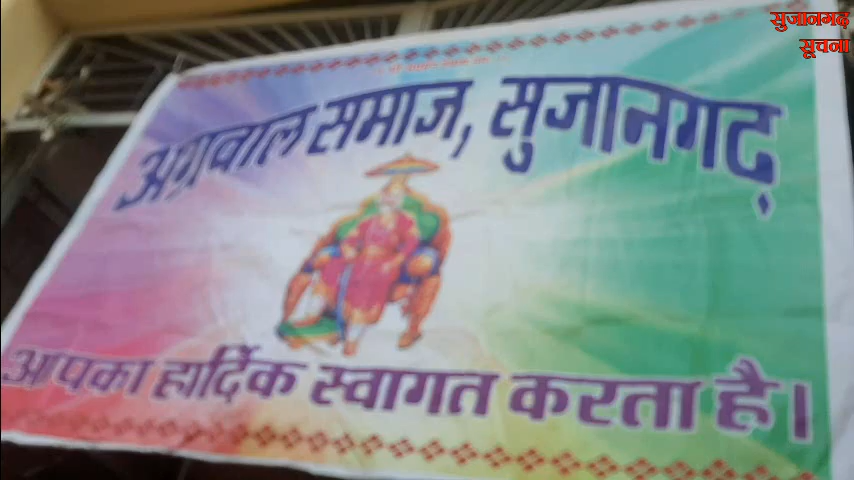 सुजानगढ़
सूचना
अग्रवाल समाज, सुजानगढ़
आपका हार्दिक स्वागत करता है।